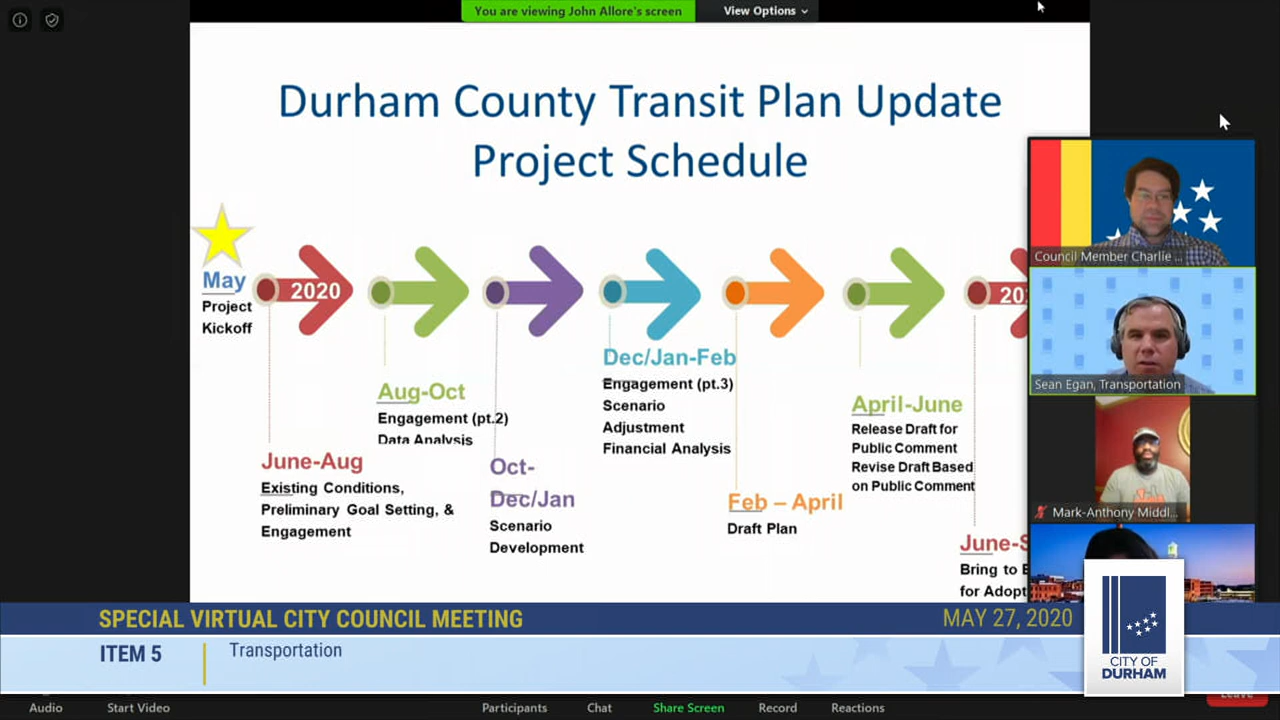 You are viewing John Allore's screen
View Options
Durham County Transit Plan Update
Project Schedule
May
Project
Kickoff
2020
Aug-Oct
Engagement (pt.2)
Data Analysis
June-Aug
Existing Conditions,
Preliminary Goal Setting, &
Engagement
Oct-
Dec/Jan
Scenario
Development
Dec/Jan-Feb
Engagement (pt.3)
Scenario
Adjustment
Financial Analysis
Feb – April
Draft Plan
April-June
Release Draft for
Public Comment
Revise Draft Based
on Public Comment
20
June-S
Bring to
for Adopt
Council Member Charlie ...
Sean Egan, Transportation
Mark-Anthony Middl...
SPECIAL VIRTUAL CITY COUNCIL MEETING
MAY 27, 2020
ITEM 5
Transportation
CITY OF
DURHAM
Audio
Start Video
Participants
Chat
Share Screen
Record
Reactions
Leave